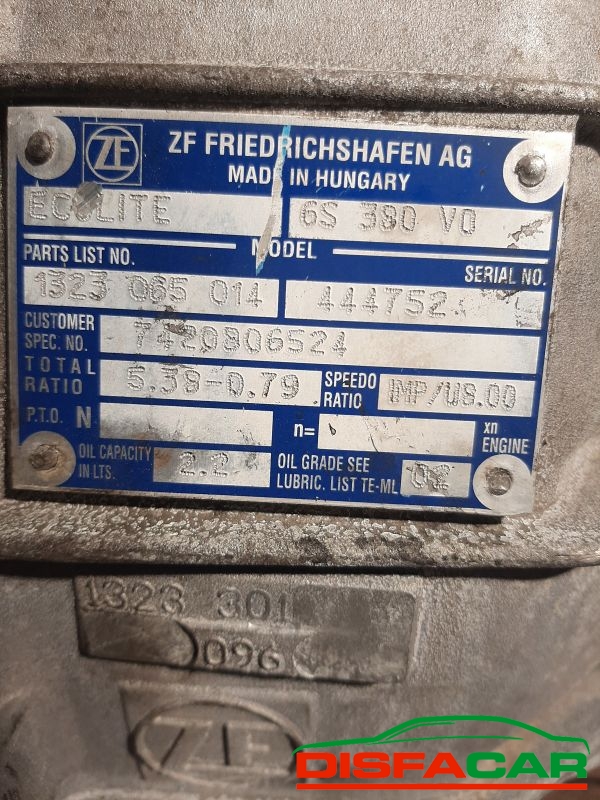 ZF
ZF FRIEDRICHSHAFEN AG
MADE IN HUNGARY
ECOLITE 6S 380 VO
MODEL
PARTS LIST NO. SERIAL NO.
1323 065 014 444752
CUSTOMER SPEC. NO. 7420806524
TOTAL RATIO 5.38-0.79 SPEEDO RATIO IMP/U8.00
P.T.O. N n= xn ENGINE
OIL CAPACITY IN LTS. 2.2 OIL GRADE SEE LUBRIC. LIST TE-ML 02
1323 301
096
ZF
DISFACAR